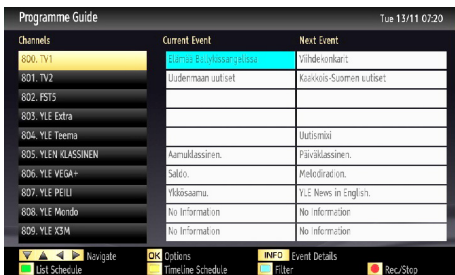 Programme Guide Tue 13/11 07:20
Channels Current Event Next Event
800. TV1 Elämää Ballykissangelissa Viihdekonkarit
801. TV2 Uudenmaan uutiset Kaakkois-Suomen uutiset
802. FST5
803. YLE Extra
804. YLE Teema Uutismixi
805. YLEN KLASSINEN Aamuklassinen. Päiväklassinen.
806. YLE VEGA+ Saldo. Melodiradion.
807. YLE PEILI Ykkösaamu. YLE News in English.
808. YLE Mondo No Information No Information
809. YLE X3M No Information No Information
Navigate OK Options INFO Event Details
List Schedule Timeline Schedule Filter Rec/Stop